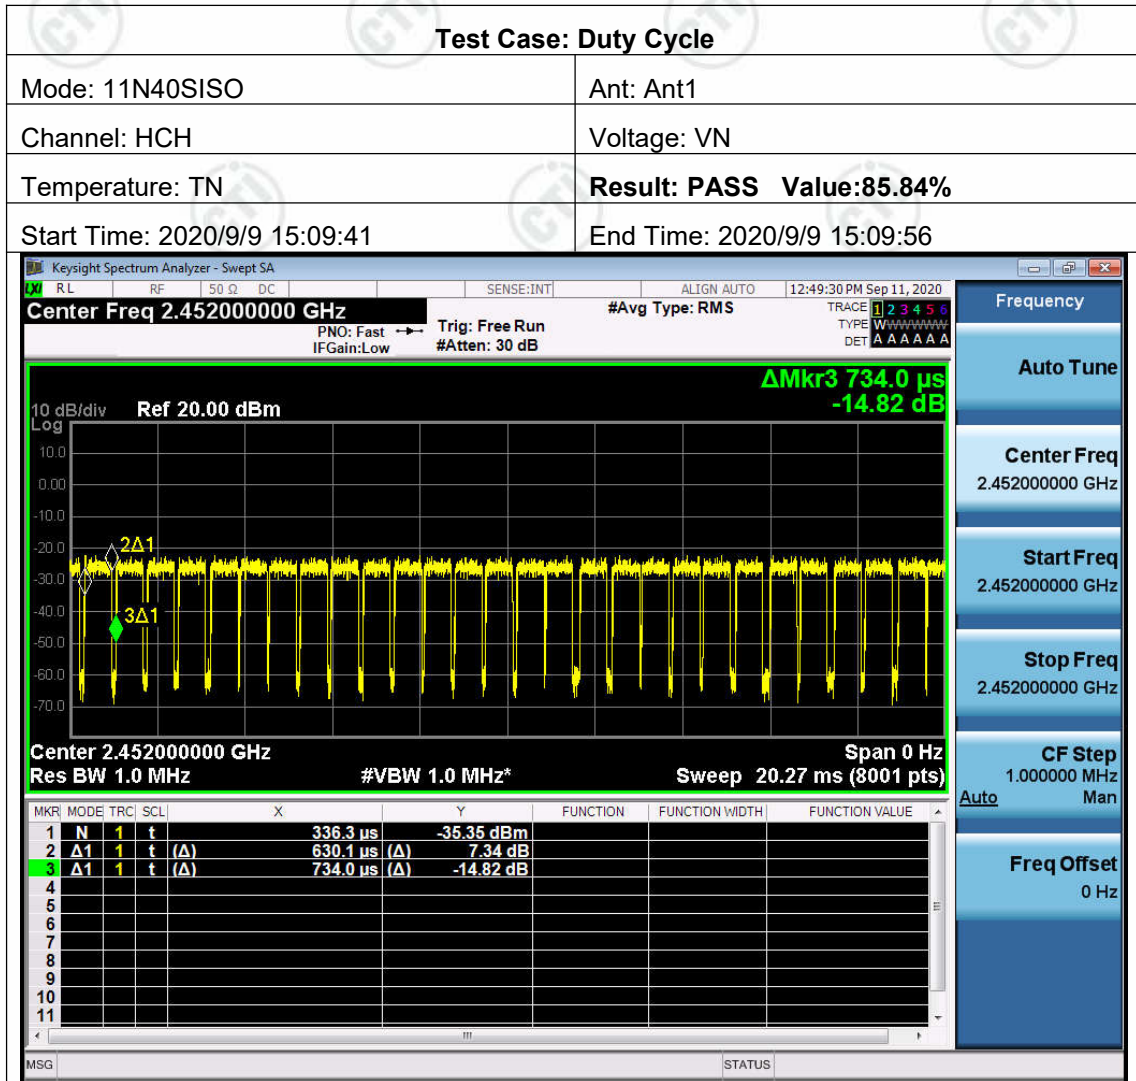 Test Case: Duty Cycle
Mode: 11N40SISO
Ant: Ant1
Channel: HCH
Voltage: VN
Temperature: TN
Result: PASS Value:85.84%
Start Time: 2020/9/9 15:09:41
End Time: 2020/9/9 15:09:56
CTI
Keysight Spectrum Analyzer - Swept SA
LXI RL RF 50 Ω DC SENSE:INT ALIGN AUTO 12:49:30 PM Sep 11, 2020
Center Freq 2.452000000 GHz
PNO: Fast
IFGain:Low
Trig: Free Run
#Atten: 30 dB
#Avg Type: RMS
TRACE 1 2 3 4 5 6
TYPE WWWWWW
DET A A A A A A
ΔMkr3 734.0 µs
-14.82 dB
10 dB/div Ref 20.00 dBm
Log
10.0
0.00
-10.0
-20.0
-30.0
-40.0
-50.0
-60.0
-70.0
2Δ1
3Δ1
Center 2.452000000 GHz Span 0 Hz
Res BW 1.0 MHz #VBW 1.0 MHz* Sweep 20.27 ms (8001 pts)
MKR MODE TRC SCL X Y FUNCTION FUNCTION WIDTH FUNCTION VALUE
1 N 1 t 336.3 µs -35.35 dBm
2 Δ1 1 t (Δ) 630.1 µs (Δ) 7.34 dB
3 Δ1 1 t (Δ) 734.0 µs (Δ) -14.82 dB
4
5
6
7
8
9
10
11
MSG STATUS
Frequency
Auto Tune
Center Freq
2.452000000 GHz
Start Freq
2.452000000 GHz
Stop Freq
2.452000000 GHz
CF Step
1.000000 MHz
Auto Man
Freq Offset
0 Hz